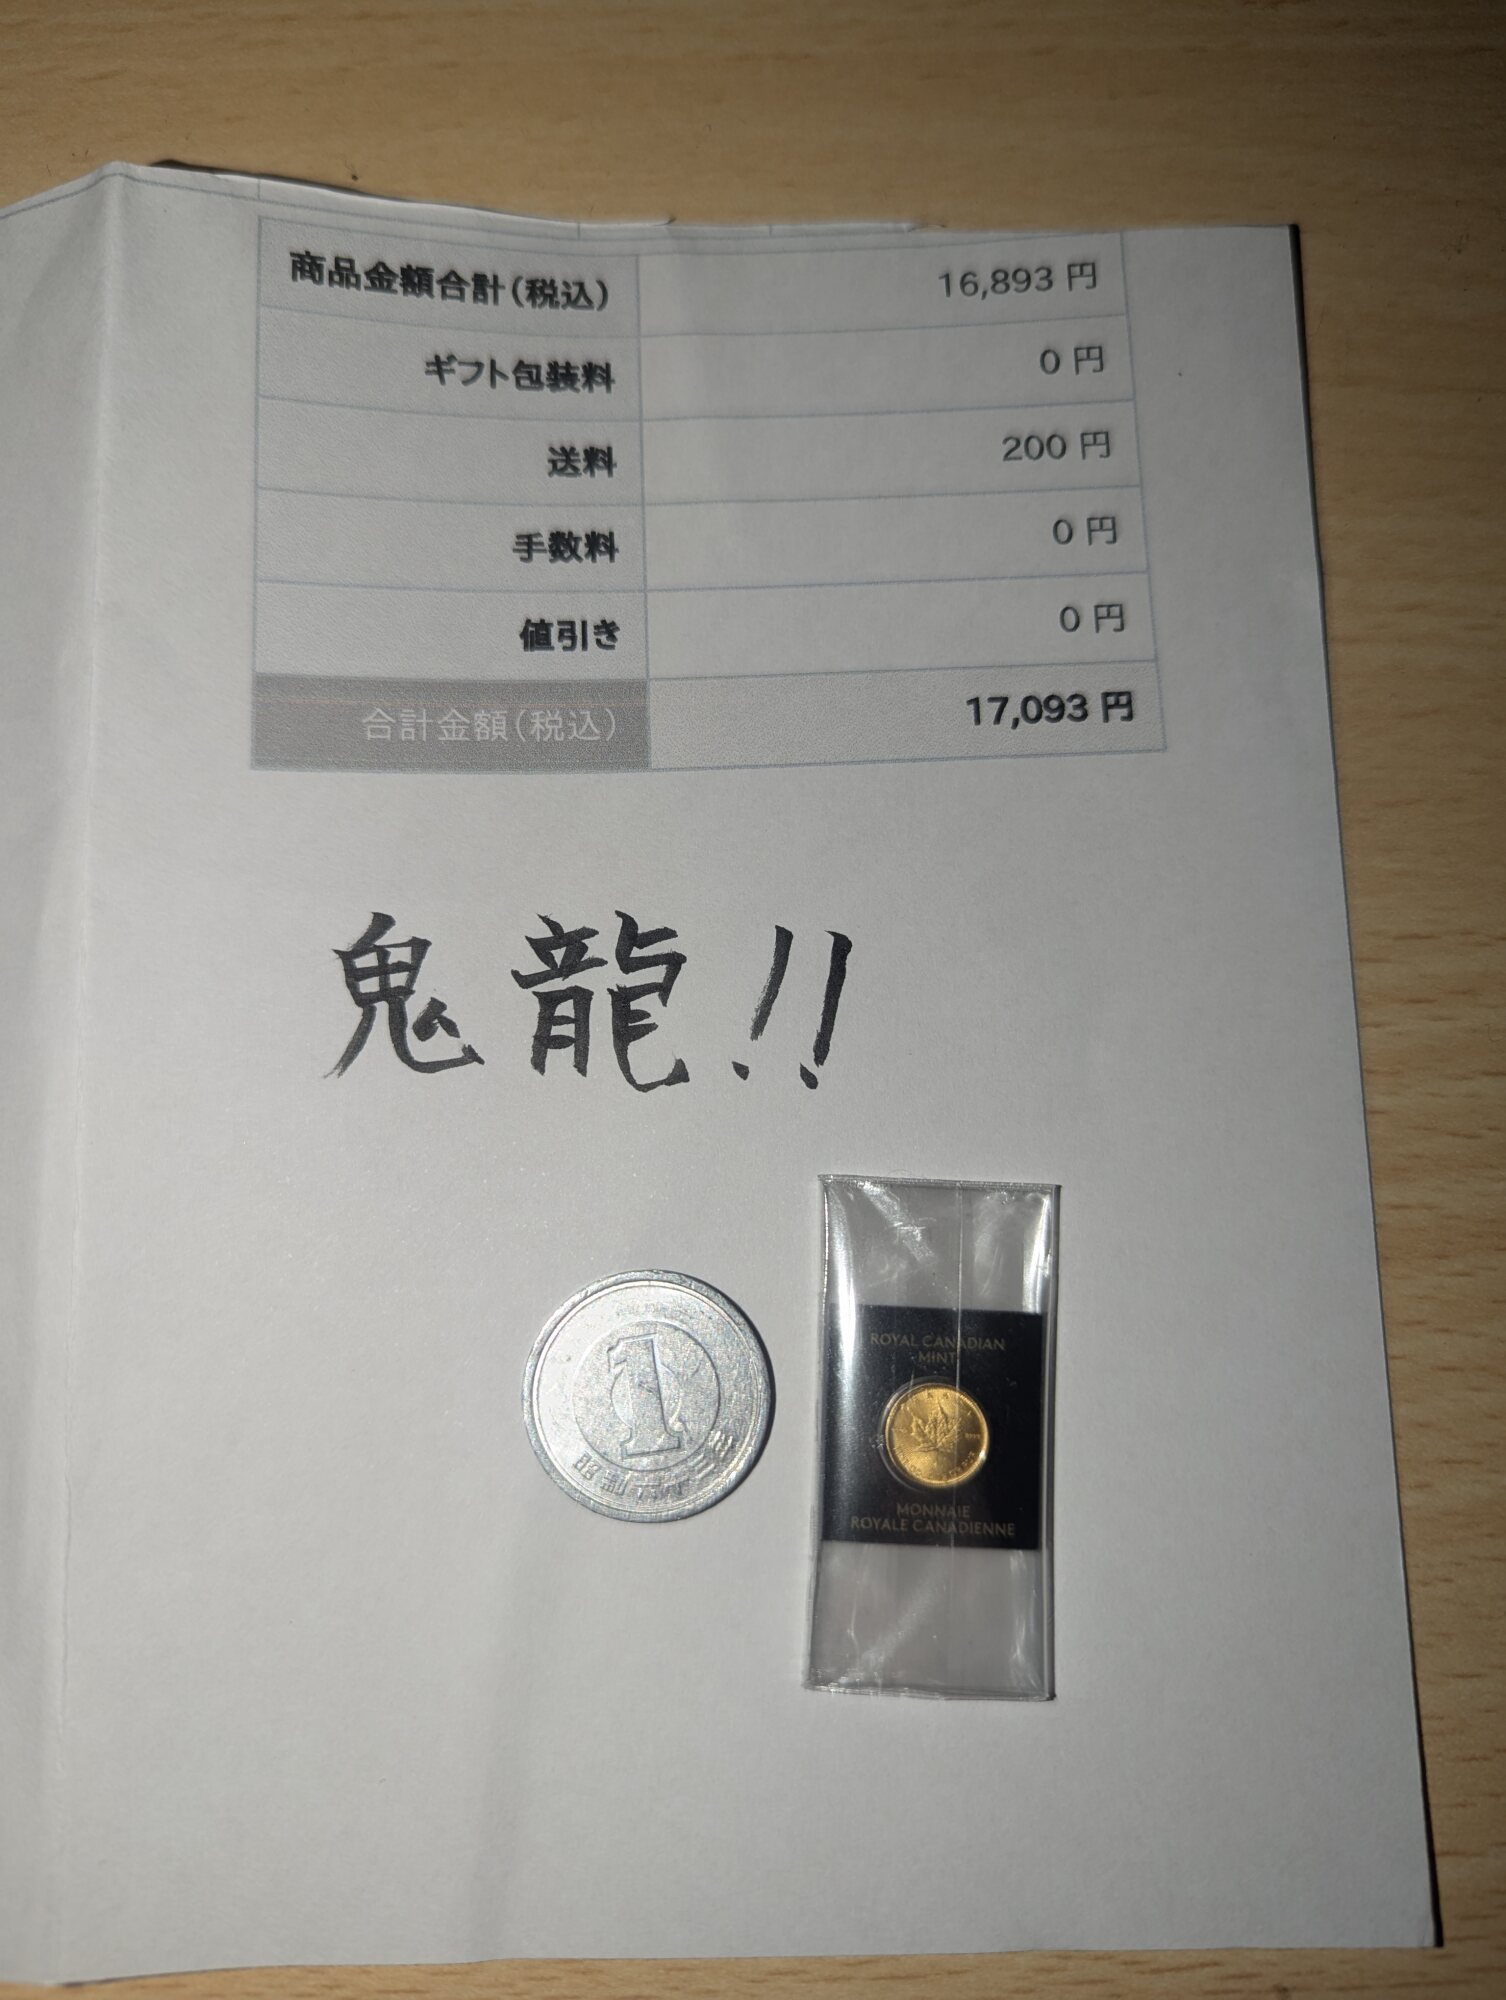 商品金額合計(税込) 16,893 円
ギフト包装料 0 円
送料 200 円
手数料 0 円
値引き 0 円
合計金額(税込) 17,093 円
鬼龍!!
1
ROYAL CANADIAN
MINT
MONNAIE
ROYALE CANADIENNE